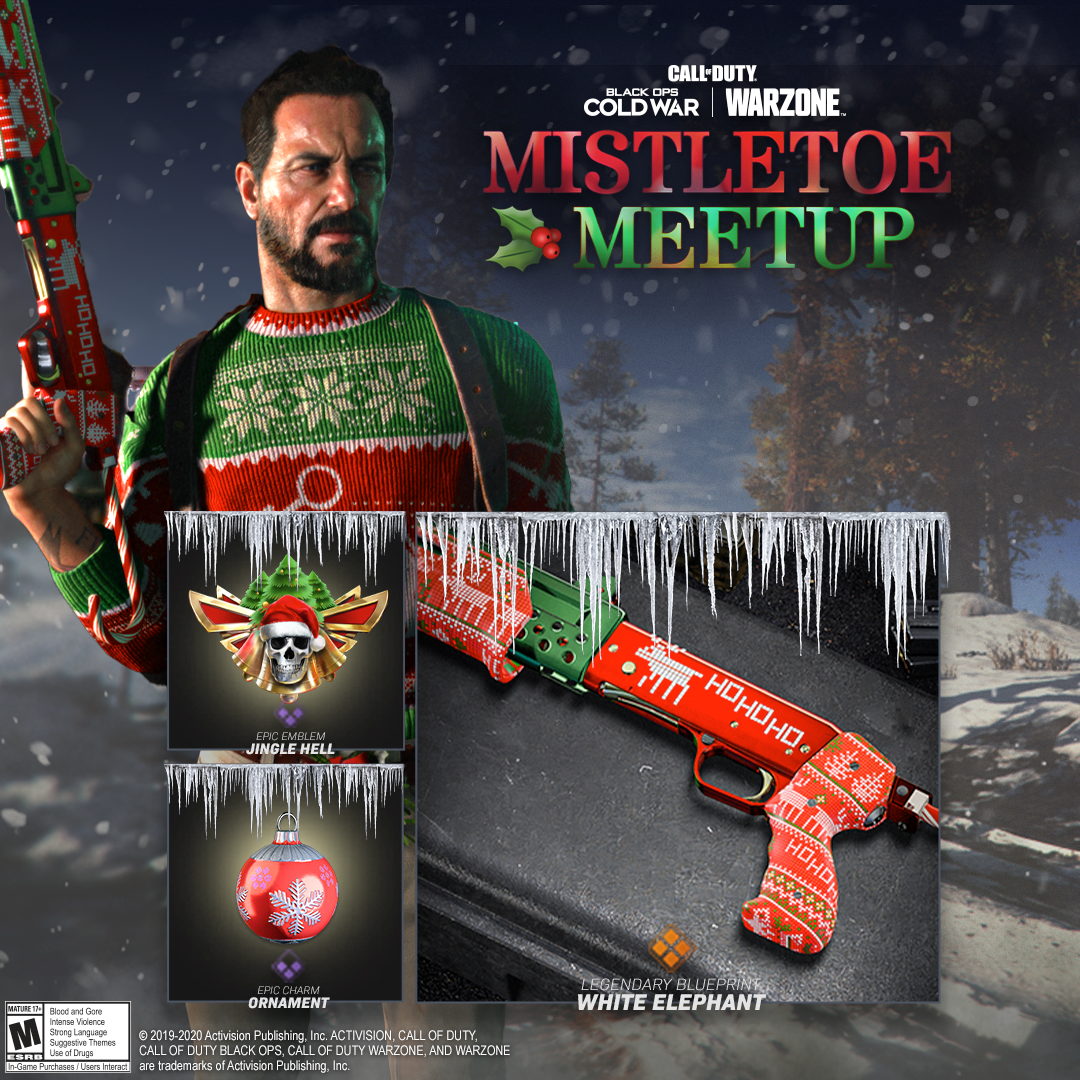 CALL OF DUTY
BLACK OPS
COLD WAR | WARZONE™
MISTLETOE
MEETUP
HOHOHO
EPIC EMBLEM
JINGLE HELL
HOHOHO
HOHOH
EPIC CHARM
ORNAMENT
LEGENDARY BLUEPRINT
WHITE ELEPHANT
MATURE 17+
M
ESRB
Blood and Gore
Intense Violence
Strong Language
Suggestive Themes
Use of Drugs
In-Game Purchases / Users Interact
© 2019-2020 Activision Publishing, Inc. ACTIVISION, CALL OF DUTY,
CALL OF DUTY BLACK OPS, CALL OF DUTY WARZONE, AND WARZONE
are trademarks of Activision Publishing, Inc.